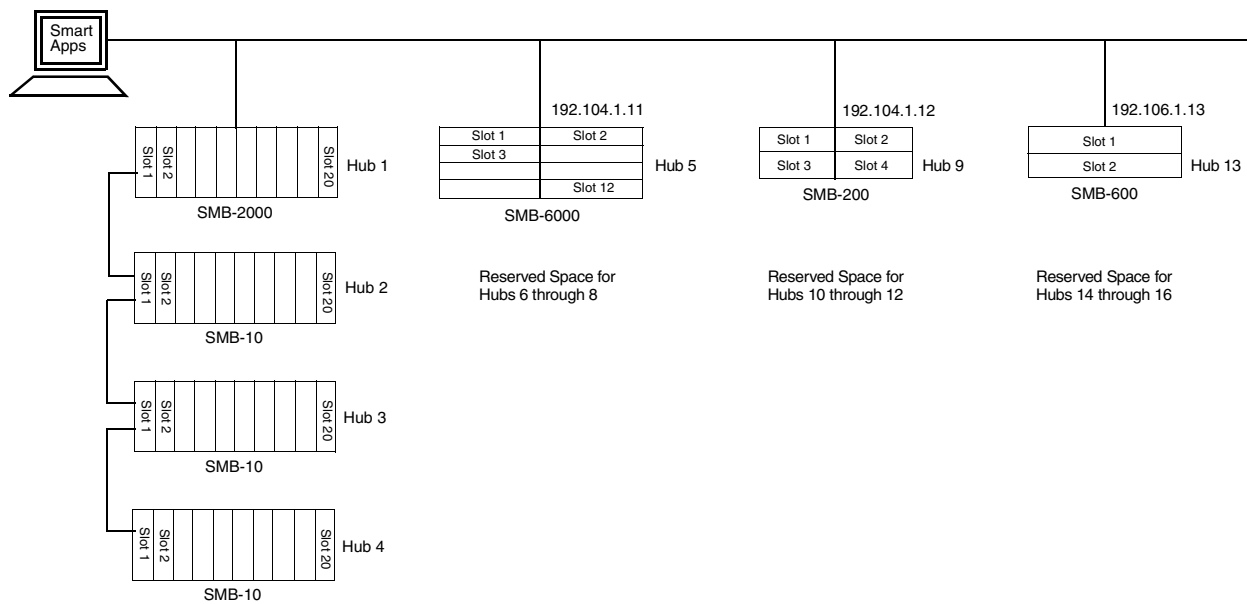 Smart
Apps
192.104.1.11
192.104.1.12
192.106.1.13
Slot 1
Slot 2
Slot 20
Hub 1
SMB-2000
Slot 1
Slot 2
Slot 3
Slot 12
Hub 5
SMB-6000
Slot 1
Slot 2
Slot 3
Slot 4
Hub 9
SMB-200
Slot 1
Slot 2
Hub 13
SMB-600
Slot 1
Slot 2
Slot 20
Hub 2
SMB-10
Reserved Space for
Hubs 6 through 8
Reserved Space for
Hubs 10 through 12
Reserved Space for
Hubs 14 through 16
Slot 1
Slot 2
Slot 20
Hub 3
SMB-10
Slot 1
Slot 2
Slot 20
Hub 4
SMB-10